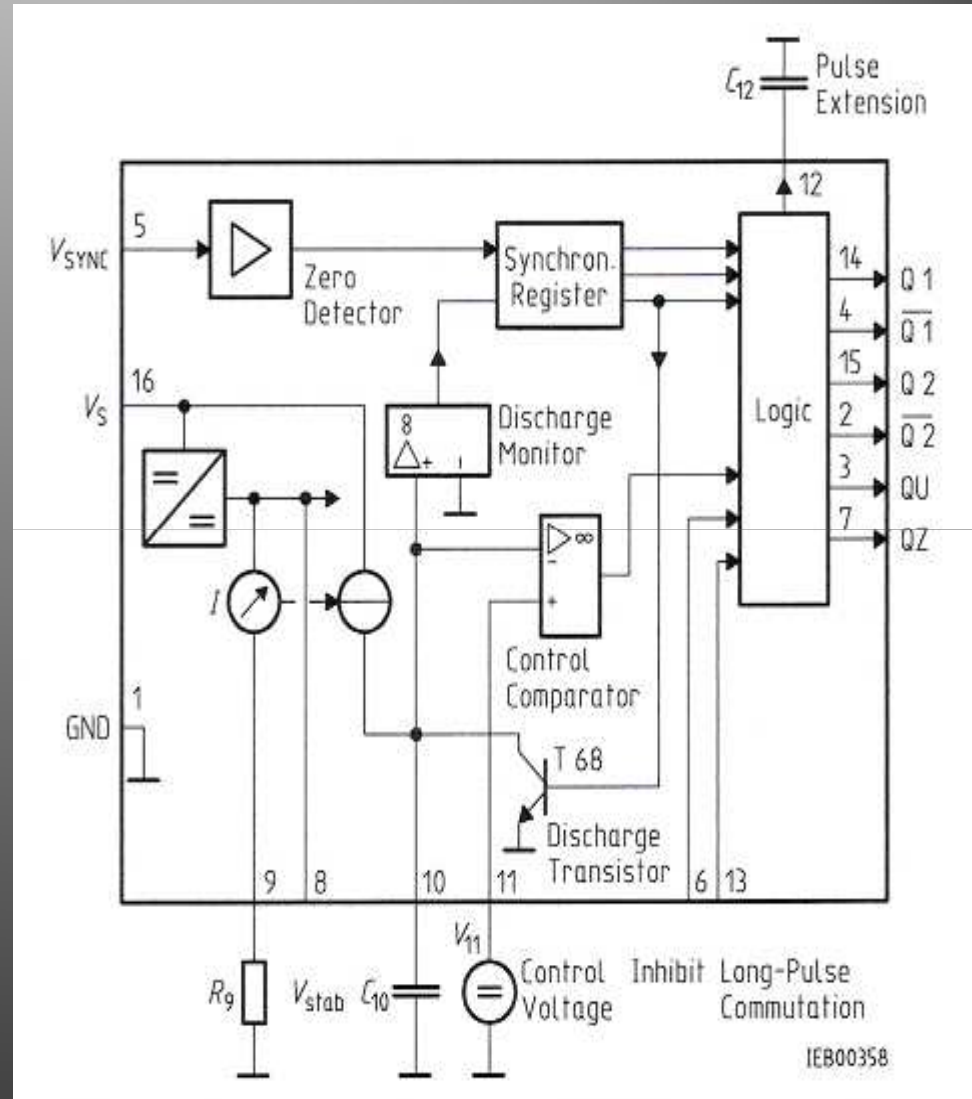 C12
Pulse
Extension
12
5
VSYNC
Zero
Detector
Synchron.
Register
14
Q1
4
Q̅1̅
15
Q2
2
Q̅2̅
3
QU
7
QZ
Logic
16
VS
8
+
−
Discharge
Monitor
=
=
I
∞
−
+
Control
Comparator
1
GND
T 68
Discharge
Transistor
9
8
10
11
6
13
R9
Vstab
C10
V11
=
Control
Voltage
Inhibit
Long-Pulse
Commutation
IEB00358